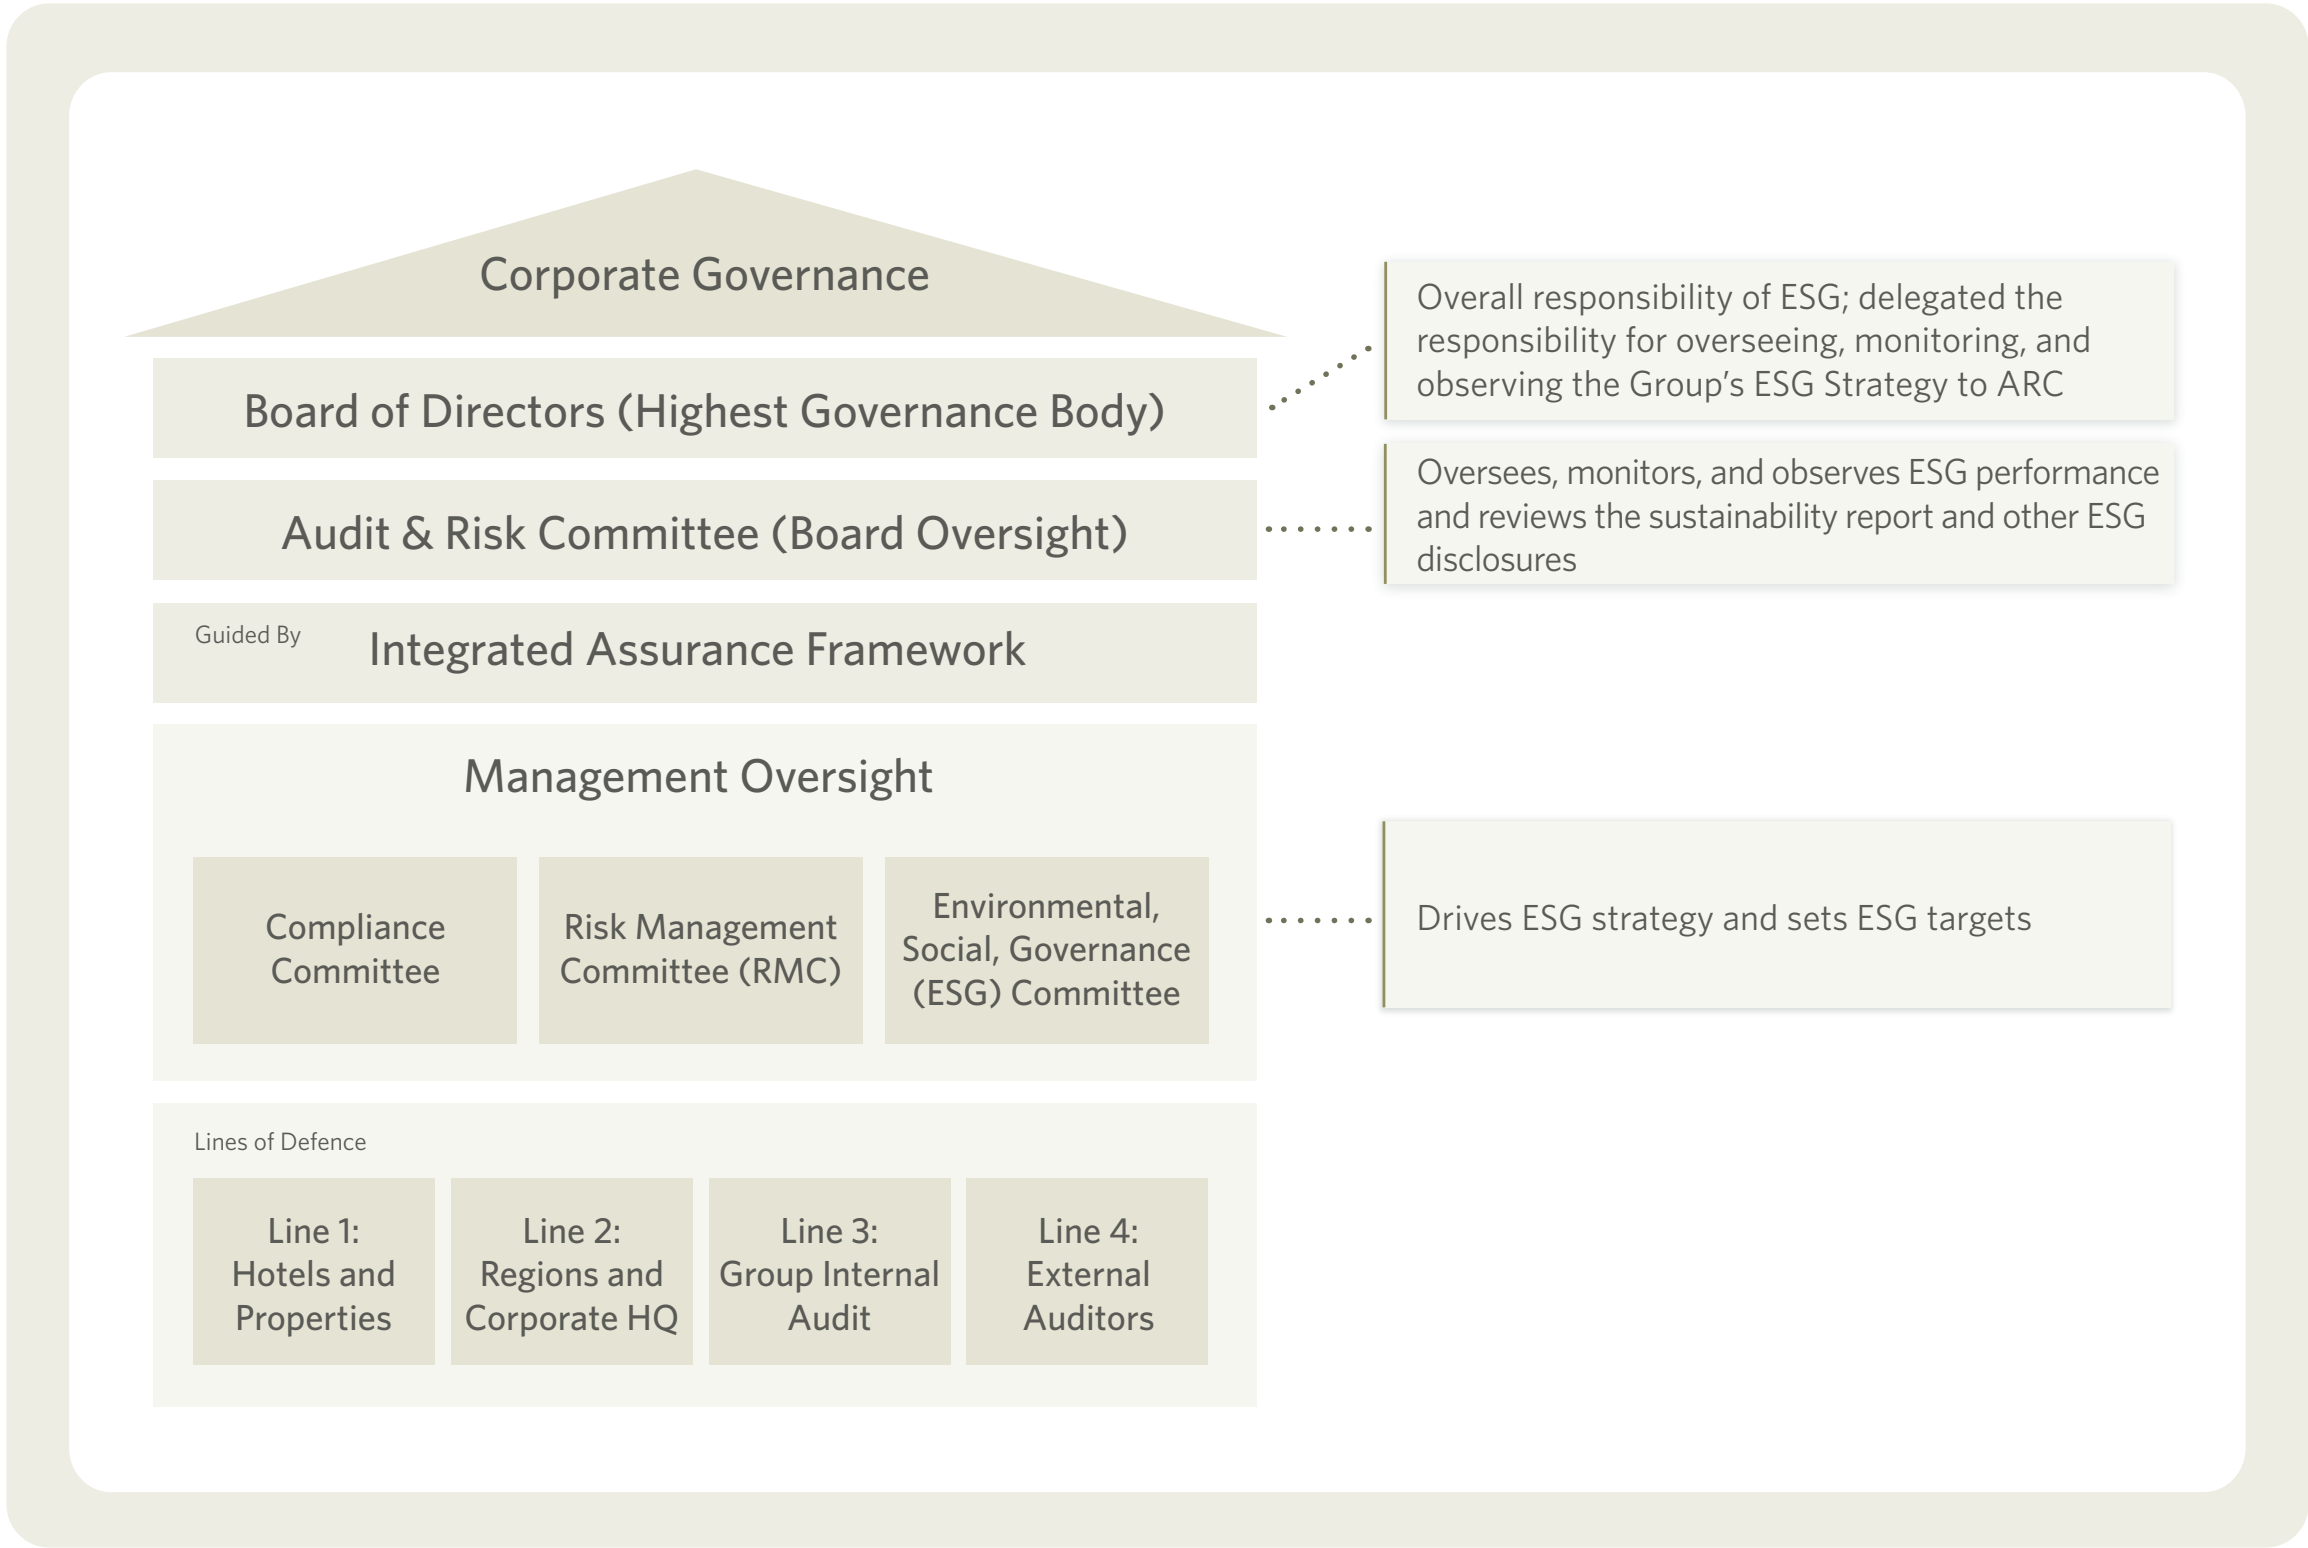 Corporate Governance
Board of Directors (Highest Governance Body)
Overall responsibility of ESG; delegated the
responsibility for overseeing, monitoring, and
observing the Group’s ESG Strategy to ARC
Audit & Risk Committee (Board Oversight)
Oversees, monitors, and observes ESG performance
and reviews the sustainability report and other ESG
disclosures
Guided By
Integrated Assurance Framework
Management Oversight
Compliance
Committee
Risk Management
Committee (RMC)
Environmental,
Social, Governance
(ESG) Committee
Drives ESG strategy and sets ESG targets
Lines of Defence
Line 1:
Hotels and
Properties
Line 2:
Regions and
Corporate HQ
Line 3:
Group Internal
Audit
Line 4:
External
Auditors